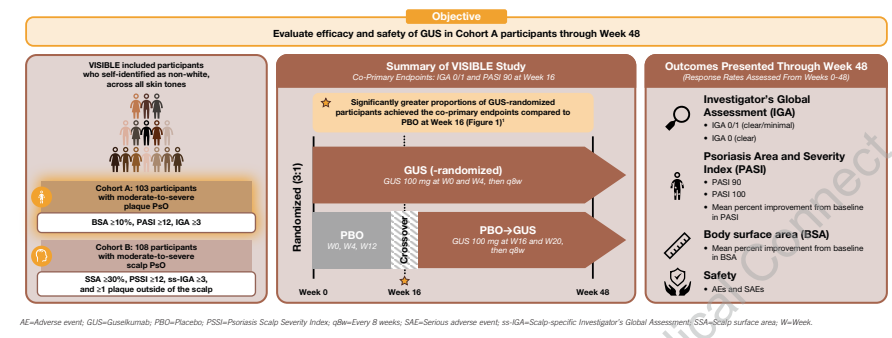 Objective
Evaluate efficacy and safety of GUS in Cohort A participants through Week 48
VISIBLE included participants
who self-identified as non-white,
across all skin tones
Cohort A: 103 participants
with moderate-to-severe
plaque PsO
BSA ≥10%, PASI ≥12, IGA ≥3
Cohort B: 108 participants
with moderate-to-severe
scalp PsO
SSA ≥30%, PSSI ≥12, ss-IGA ≥3,
and ≥1 plaque outside of the scalp
Summary of VISIBLE Study
Co-Primary Endpoints: IGA 0/1 and PASI 90 at Week 16
Significantly greater proportions of GUS-randomized
participants achieved the co-primary endpoints compared to
PBO at Week 16 (Figure 1)¹
Randomized (3:1)
GUS (-randomized)
GUS 100 mg at W0 and W4, then q8w
PBO
W0, W4, W12
Crossover
PBO→GUS
GUS 100 mg at W16 and W20,
then q8w
Week 0
Week 16
Week 48
Outcomes Presented Through Week 48
(Response Rates Assessed From Weeks 0-48)
Investigator's Global
Assessment (IGA)
• IGA 0/1 (clear/minimal)
• IGA 0 (clear)
Psoriasis Area and Severity
Index (PASI)
• PASI 90
• PASI 100
• Mean percent improvement from baseline
in PASI
Body surface area (BSA)
• Mean percent improvement from baseline
in BSA
Safety
• AEs and SAEs
AE=Adverse event; GUS=Guselkumab; PBO=Placebo; PSSI=Psoriasis Scalp Severity Index; q8w=Every 8 weeks; SAE=Serious adverse event; ss-IGA=Scalp-specific Investigator's Global Assessment; SSA=Scalp surface area; W=Week.
Connect